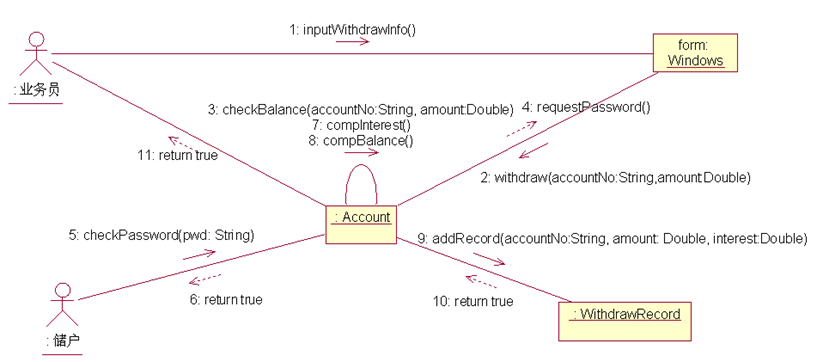 1: inputWithdrawInfo()
form:
Windows
: 业务员
3: checkBalance(accountNo:String, amount:Double)
4: requestPassword()
7: compInterest()
8: compBalance()
11: return true
2: withdraw(accountNo:String,amount:Double)
: Account
5: checkPassword(pwd: String)
9: addRecord(accountNo:String, amount: Double, interest:Double)
6: return true
10: return true
: WithdrawRecord
: 储户